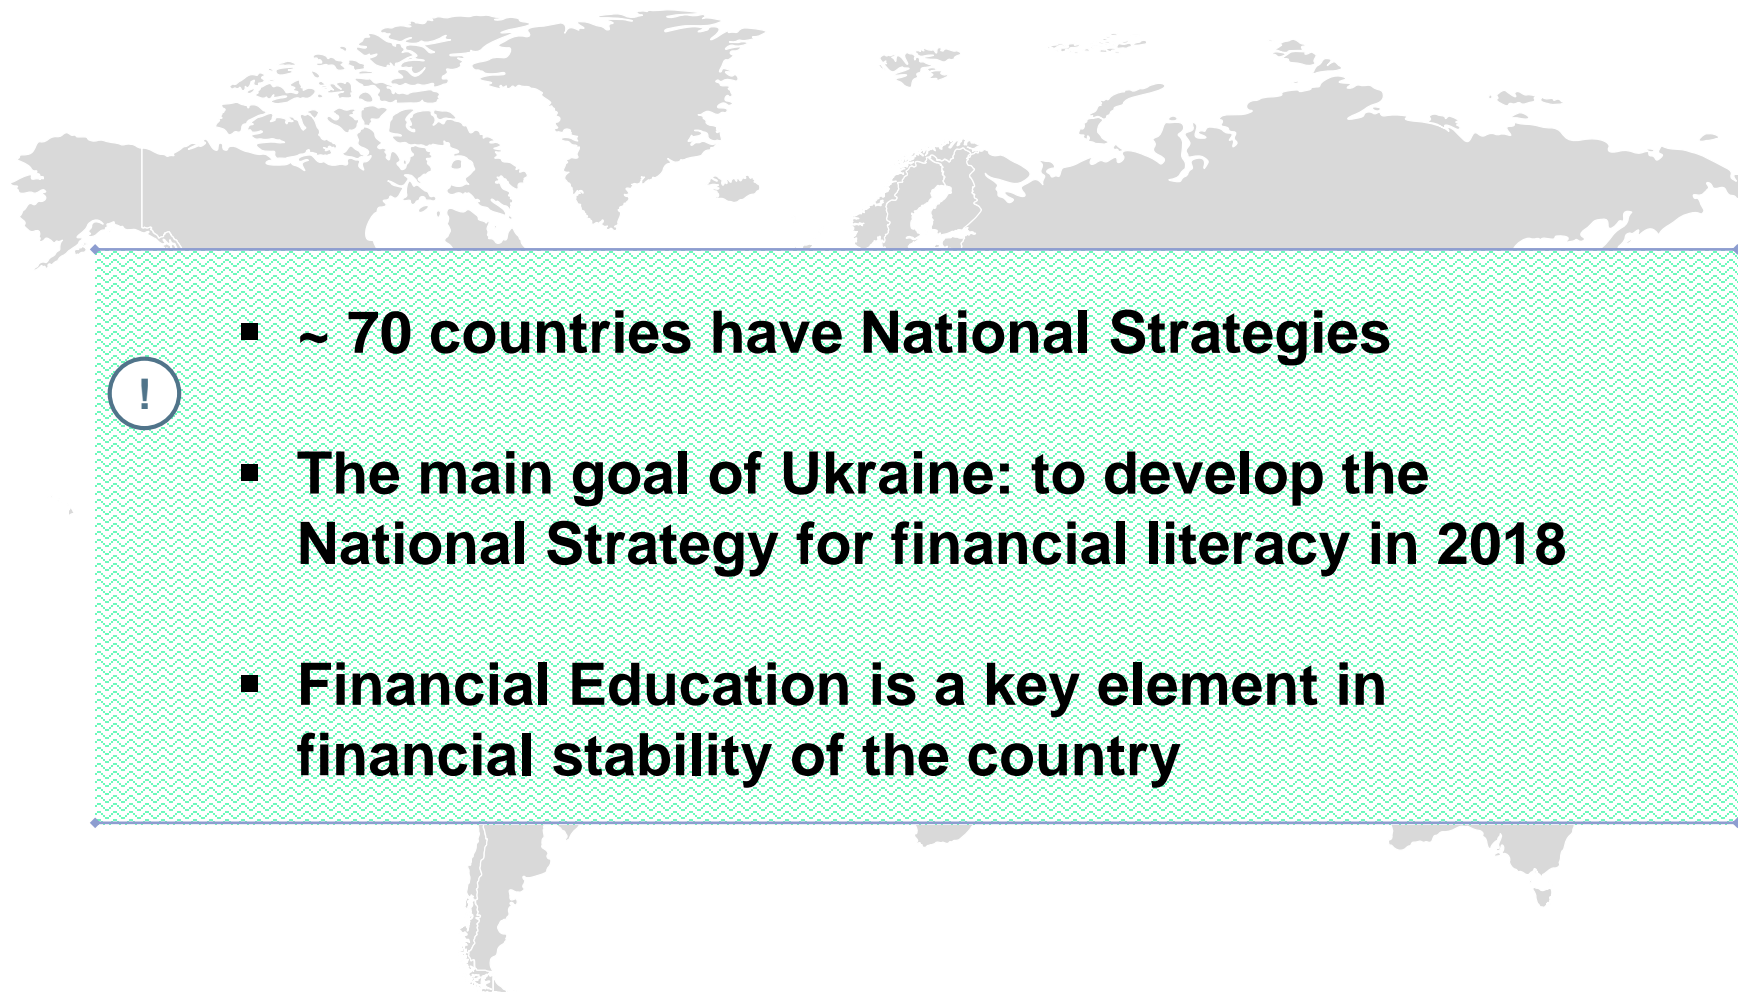 ▪ ~ 70 countries have National Strategies
!
▪ The main goal of Ukraine: to develop the
National Strategy for financial literacy in 2018
▪ Financial Education is a key element in
financial stability of the country